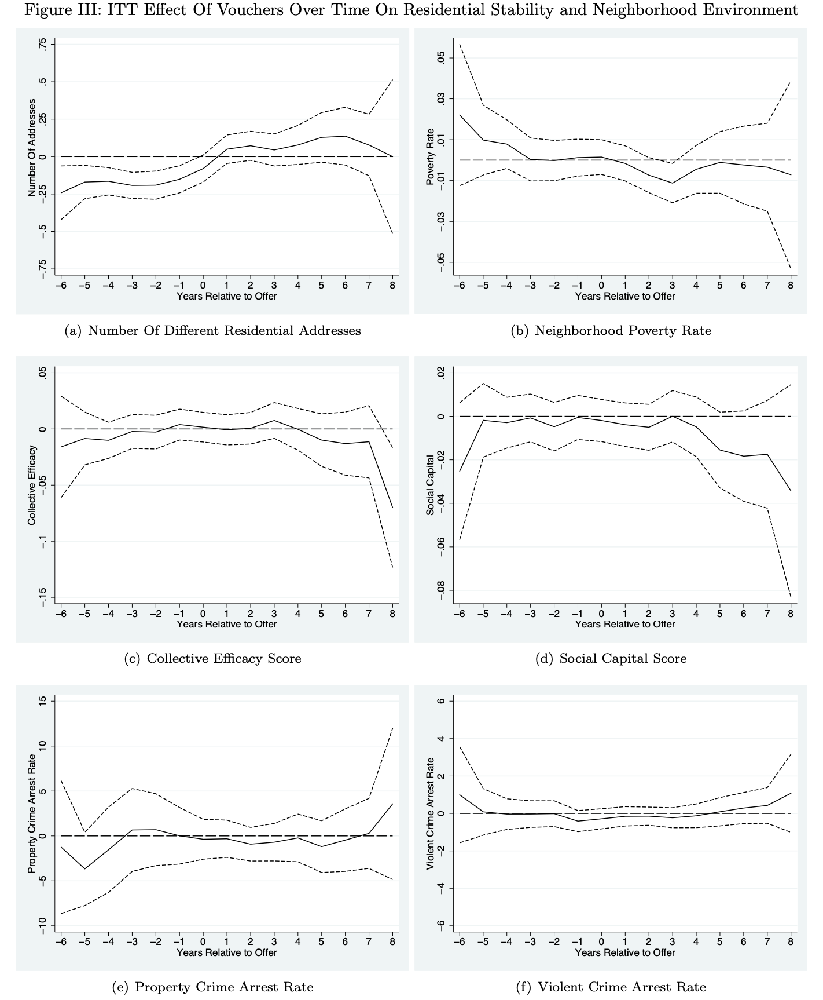 Figure III: ITT Effect Of Vouchers Over Time On Residential Stability and Neighborhood Environment
Number Of Addresses
.75
.5
.25
0
-.25
-.5
-.75
−6 −5 −4 −3 −2 −1 0 1 2 3 4 5 6 7 8
Years Relative to Offer
(a) Number Of Different Residential Addresses
Poverty Rate
.05
.03
.01
-.01
-.03
-.05
−6 −5 −4 −3 −2 −1 0 1 2 3 4 5 6 7 8
Years Relative to Offer
(b) Neighborhood Poverty Rate
Collective Efficacy
.05
0
-.05
-.1
-.15
−6 −5 −4 −3 −2 −1 0 1 2 3 4 5 6 7 8
Years Relative to Offer
(c) Collective Efficacy Score
Social Capital
.02
0
-.02
-.04
-.06
-.08
−6 −5 −4 −3 −2 −1 0 1 2 3 4 5 6 7 8
Years Relative to Offer
(d) Social Capital Score
Property Crime Arrest Rate
15
10
5
0
−5
−10
−6 −5 −4 −3 −2 −1 0 1 2 3 4 5 6 7 8
Years Relative to Offer
(e) Property Crime Arrest Rate
Violent Crime Arrest Rate
6
4
2
0
−2
−4
−6
−6 −5 −4 −3 −2 −1 0 1 2 3 4 5 6 7 8
Years Relative to Offer
(f) Violent Crime Arrest Rate